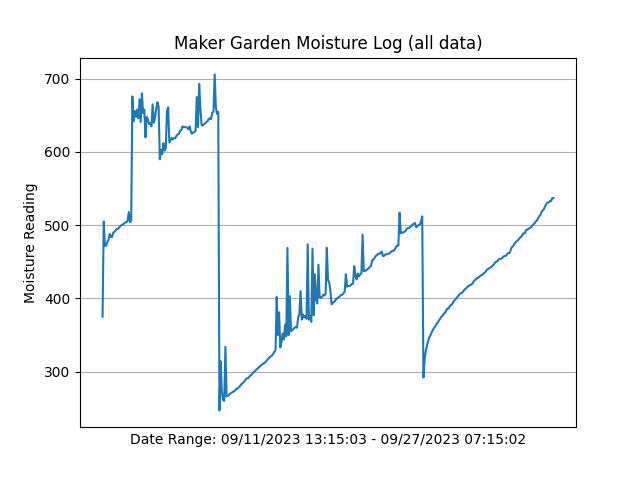 Maker Garden Moisture Log (all data)
700
600
500
400
300
Moisture Reading
Date Range: 09/11/2023 13:15:03 - 09/27/2023 07:15:02